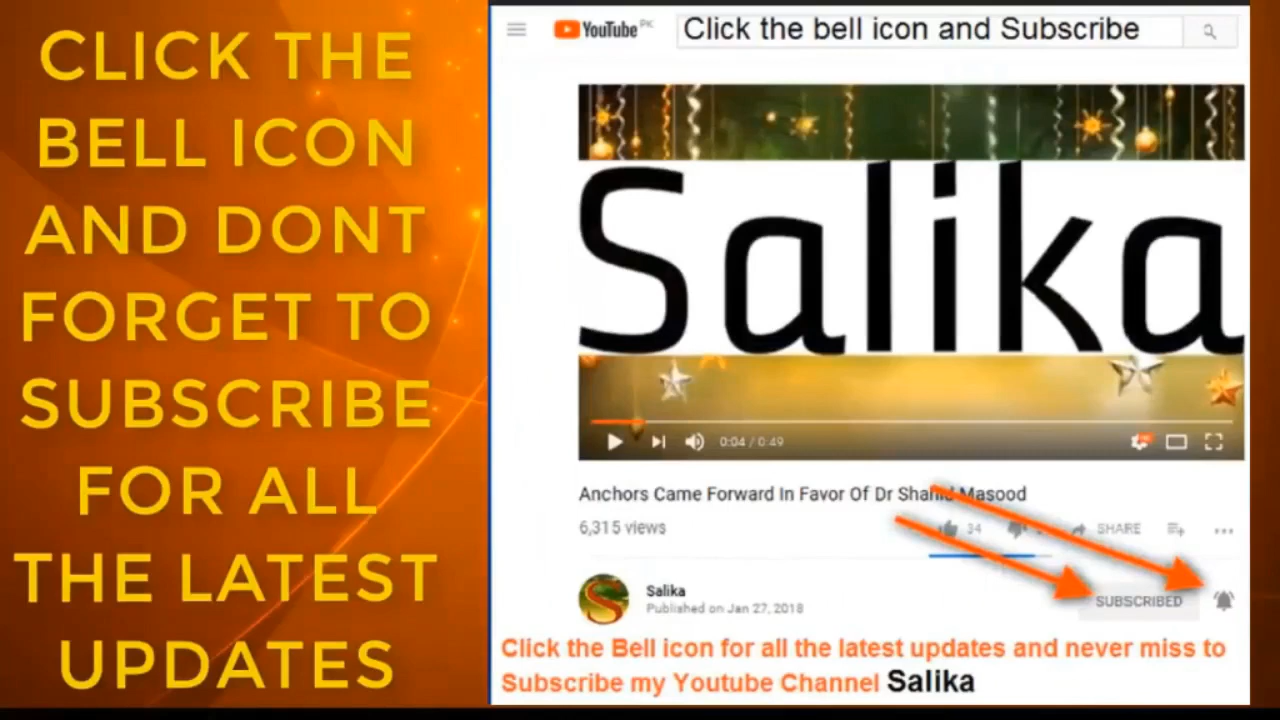 CLICK THE
BELL ICON
AND DONT
FORGET TO
SUBSCRIBE
FOR ALL
THE LATEST
UPDATES
YouTube PK
Click the bell icon and Subscribe
Salika
0:04 / 0:49
Anchors Came Forward In Favor Of Dr Shahid Masood
6,315 views
34
SHARE
Salika
Published on Jan 27, 2018
SUBSCRIBED
Click the Bell icon for all the latest updates and never miss to
Subscribe my Youtube Channel Salika